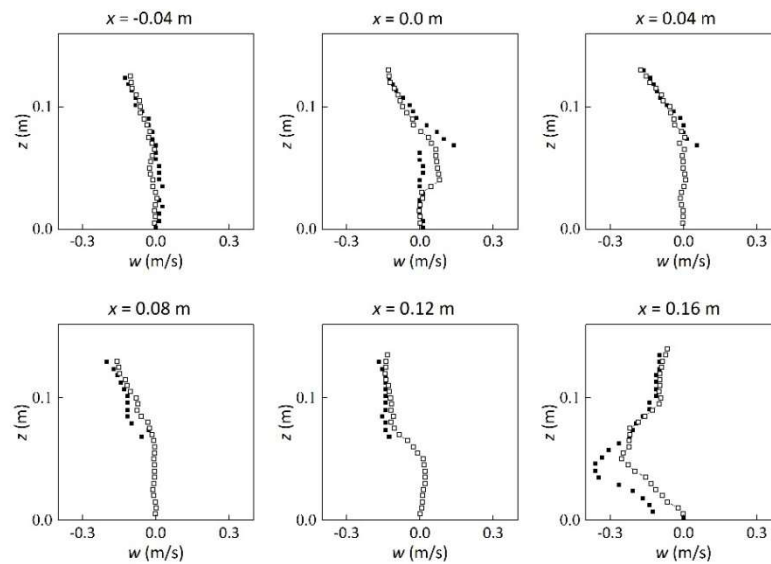 x = -0.04 m
x = 0.0 m
x = 0.04 m
z (m)
0.1
0.0
-0.3
0.0
0.3
w (m/s)
z (m)
0.1
0.0
-0.3
0.0
0.3
w (m/s)
z (m)
0.1
0.0
-0.3
0.0
0.3
w (m/s)
x = 0.08 m
x = 0.12 m
x = 0.16 m
z (m)
0.1
0.0
-0.3
0.0
0.3
w (m/s)
z (m)
0.1
0.0
-0.3
0.0
0.3
w (m/s)
z (m)
0.1
0.0
-0.3
0.0
0.3
w (m/s)